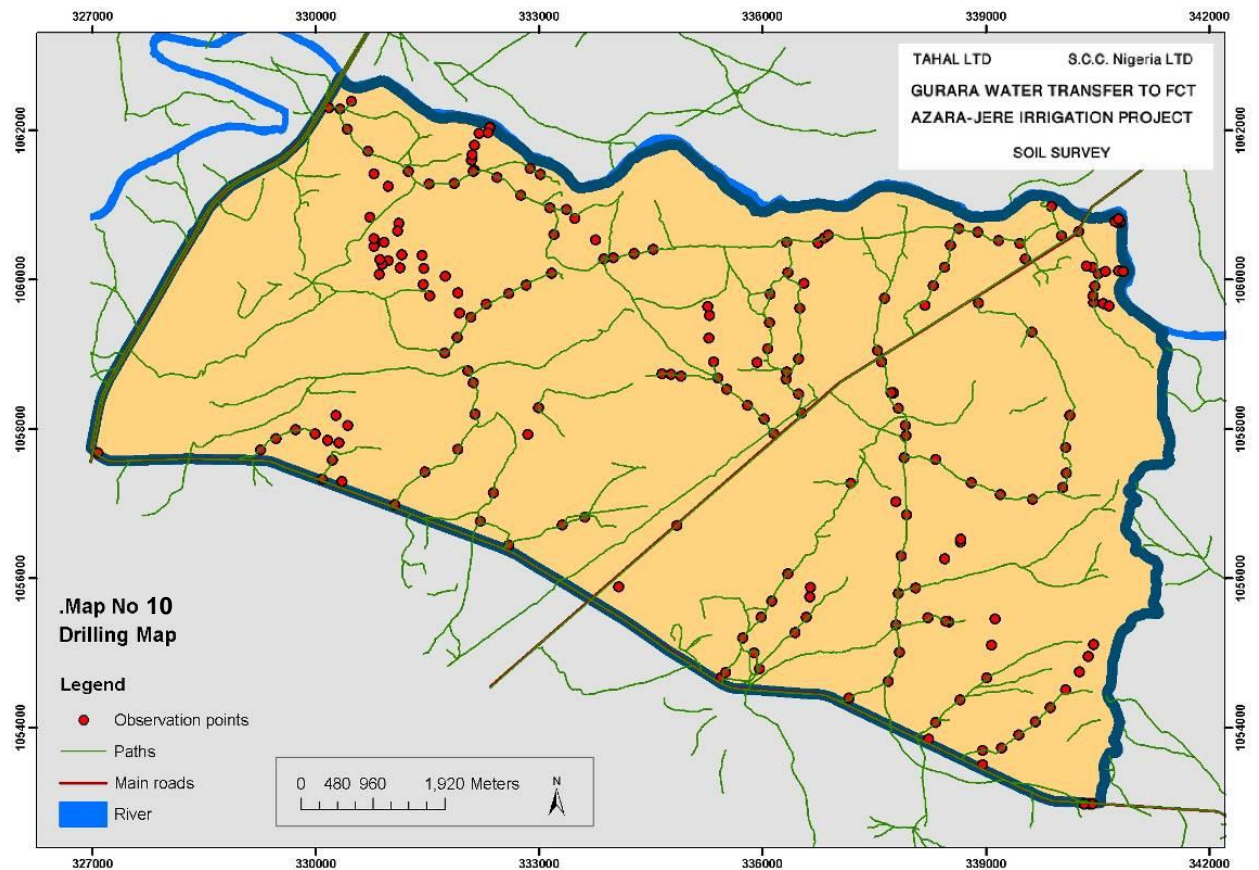 327000 330000 333000 336000 339000 342000
TAHAL LTD S.C.C. Nigeria LTD
GURARA WATER TRANSFER TO FCT
AZARA-JERE IRRIGATION PROJECT
SOIL SURVEY
1062000 1062000
1060000 1060000
1058000 1058000
1056000 1056000
1054000 1054000
.Map No 10
Drilling Map
Legend
Observation points
Paths
Main roads
River
0 480 960 1,920 Meters
N
327000 330000 333000 336000 339000 342000